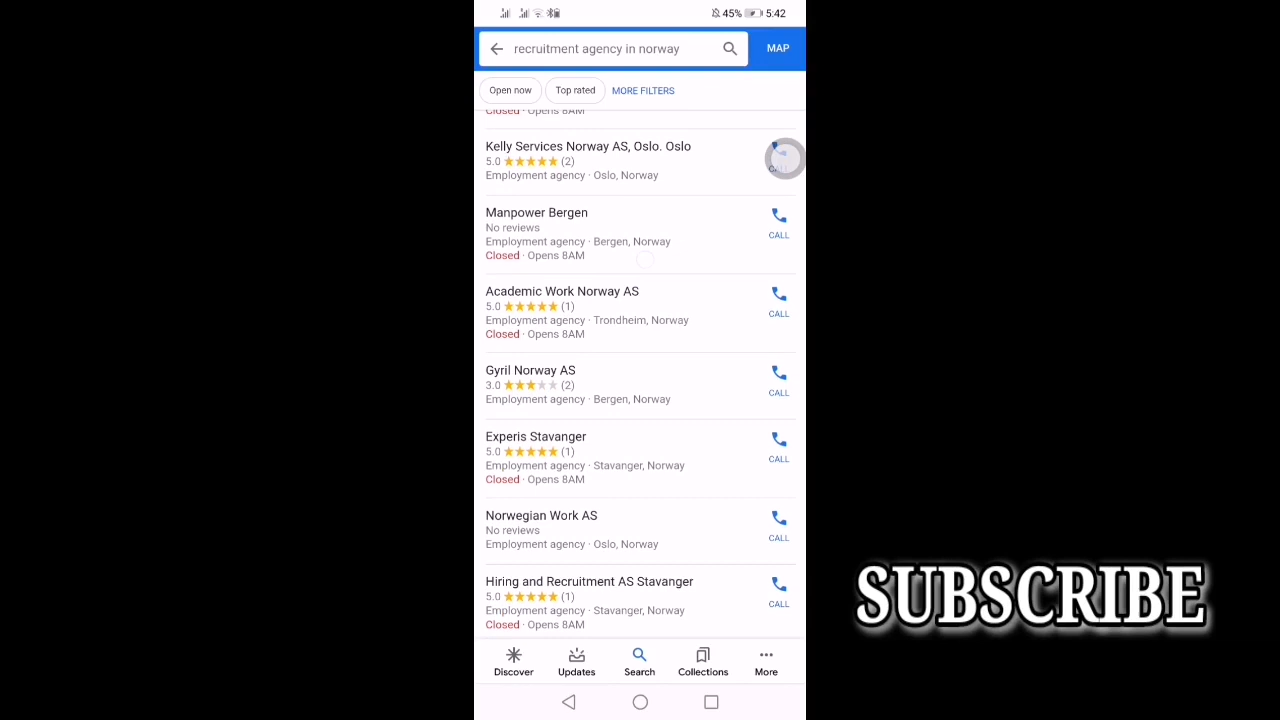 45% 5:42
recruitment agency in norway MAP
Open now Top rated MORE FILTERS
Closed · Opens 8AM
Kelly Services Norway AS, Oslo. Oslo
5.0 (2)
Employment agency · Oslo, Norway
CALL
Manpower Bergen
No reviews
Employment agency · Bergen, Norway
Closed · Opens 8AM
CALL
Academic Work Norway AS
5.0 (1)
Employment agency · Trondheim, Norway
Closed · Opens 8AM
CALL
Gyril Norway AS
3.0 (2)
Employment agency · Bergen, Norway
CALL
Experis Stavanger
5.0 (1)
Employment agency · Stavanger, Norway
Closed · Opens 8AM
CALL
Norwegian Work AS
No reviews
Employment agency · Oslo, Norway
CALL
Hiring and Recruitment AS Stavanger
5.0 (1)
Employment agency · Stavanger, Norway
Closed · Opens 8AM
CALL
Discover Updates Search Collections More
SUBSCRIBE